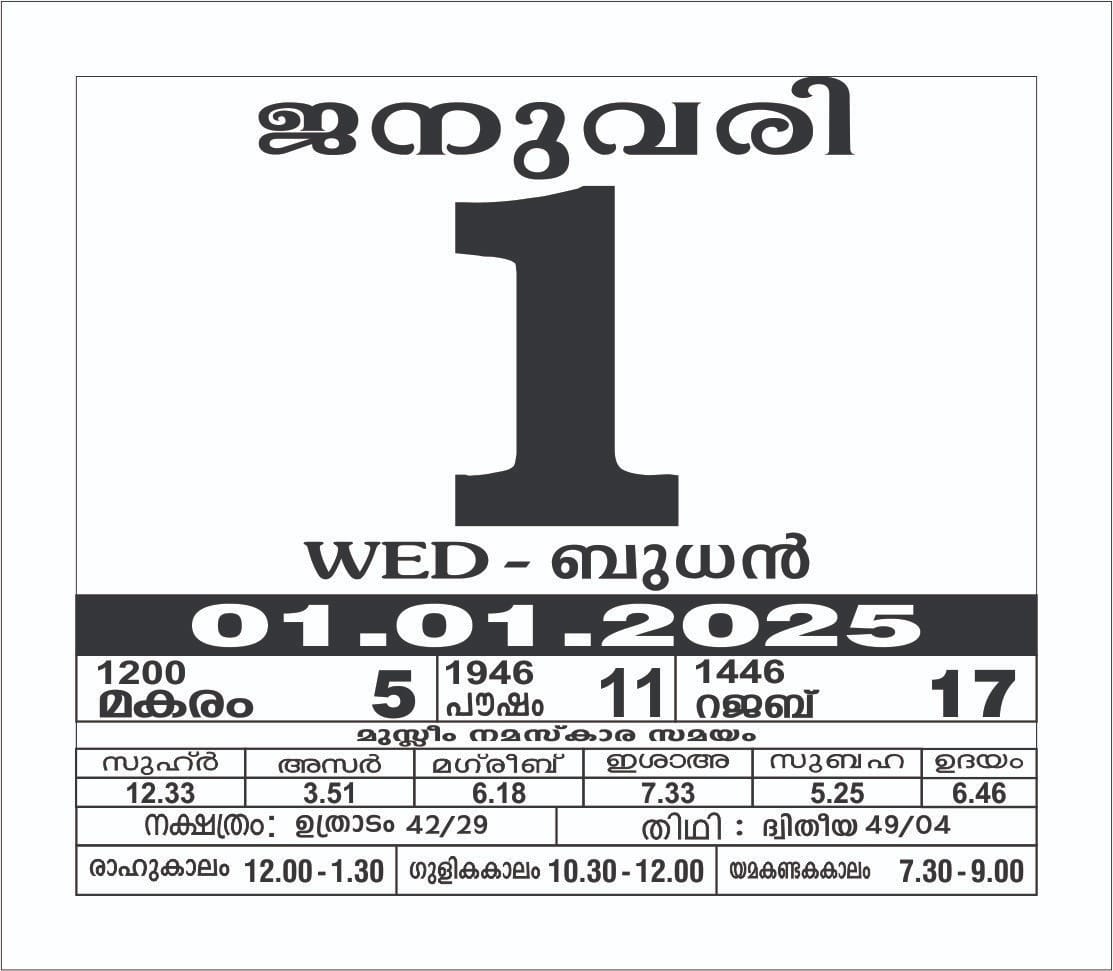 ജനുവരി
1
WED - ബുധൻ
01.01.2025
1200 മകരം 5 1946 പൗഷം 11 1446 റജബ് 17
മുസ്ലീം നമസ്കാര സമയം
സുഹ്ർ അസർ മഗ്രീബ് ഇശാഅ സുബഹ ഉദയം
12.33 3.51 6.18 7.33 5.25 6.46
നക്ഷത്രം: ഉത്രാടം 42/29 തിഥി : ദ്വിതീയ 49/04
രാഹുകാലം 12.00 - 1.30 ഗുളികകാലം 10.30 - 12.00 യമകണ്ടകകാലം 7.30 - 9.00